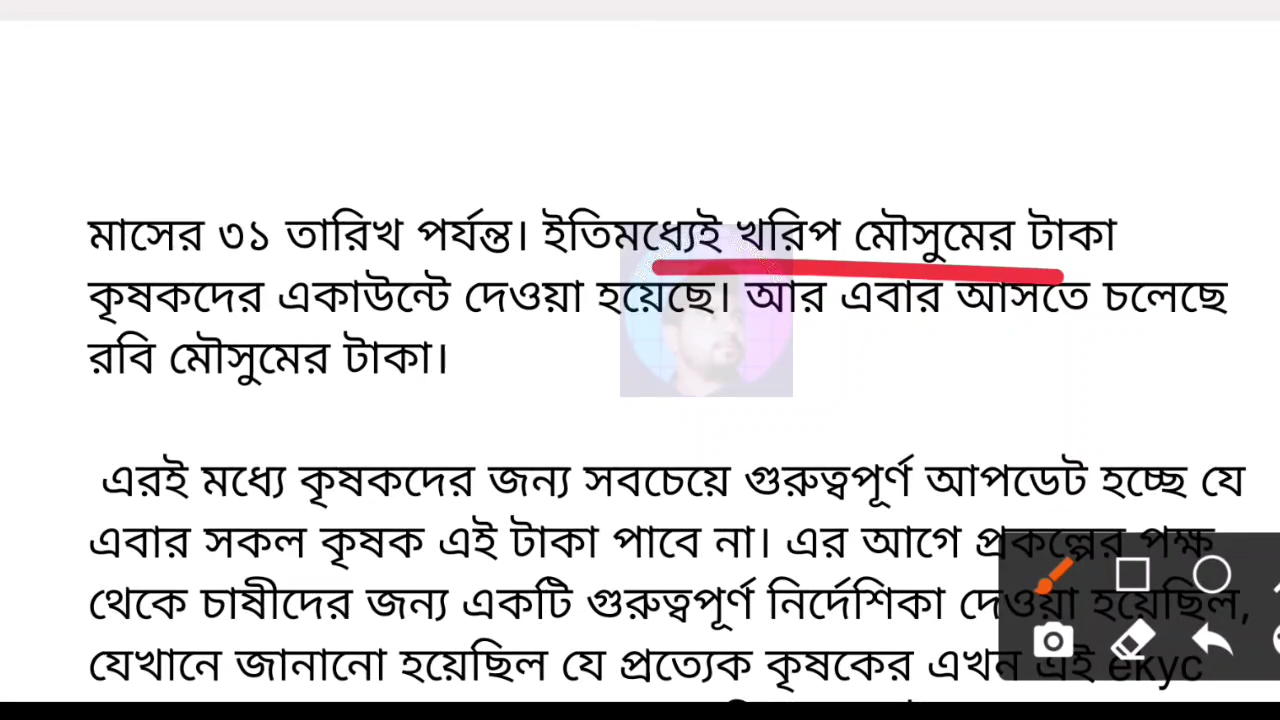 মাসের ৩১ তারিখ পর্যন্ত। ইতিমধ্যেই খরিপ মৌসুমের টাকা
কৃষকদের একাউন্টে দেওয়া হয়েছে। আর এবার আসতে চলেছে
রবি মৌসুমের টাকা।
এরই মধ্যে কৃষকদের জন্য সবচেয়ে গুরুত্বপূর্ণ আপডেট হচ্ছে যে
এবার সকল কৃষক এই টাকা পাবে না। এর আগে প্রকল্পের পক্ষ
থেকে চাষীদের জন্য একটি গুরুত্বপূর্ণ নির্দেশিকা দেওয়া হয়েছিল,
যেখানে জানানো হয়েছিল যে প্রত্যেক কৃষকের এখন এই ekyc